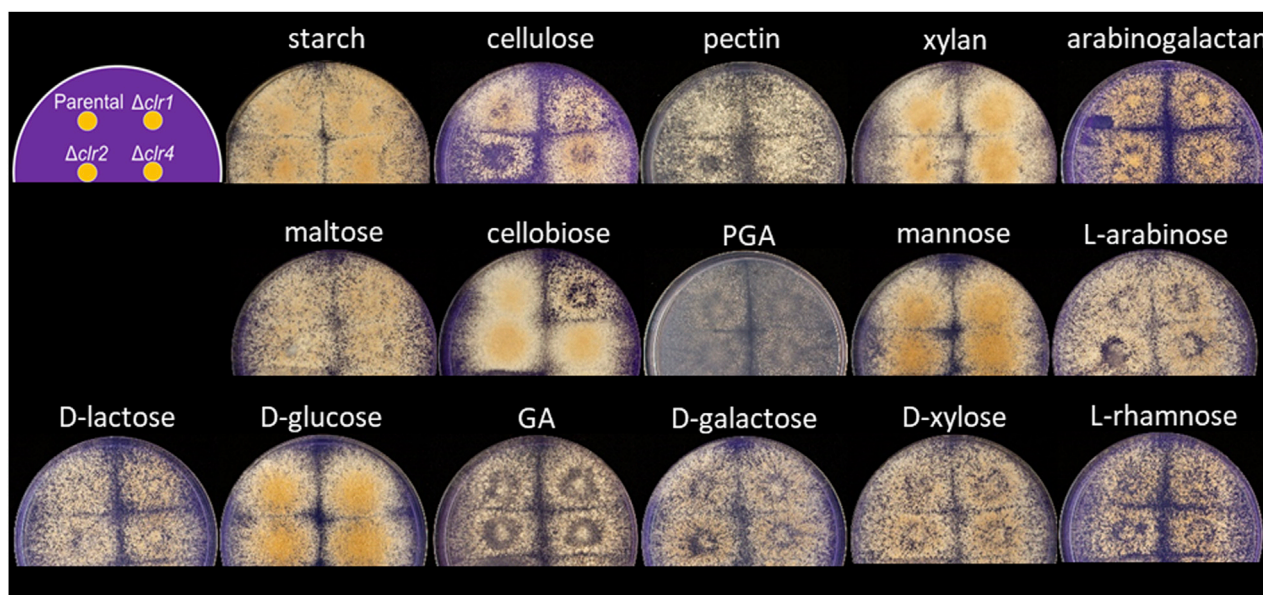 starch cellulose pectin xylan arabinogalactan
Parental Δclr1
Δclr2 Δclr4
maltose cellobiose PGA mannose L-arabinose
D-lactose D-glucose GA D-galactose D-xylose L-rhamnose